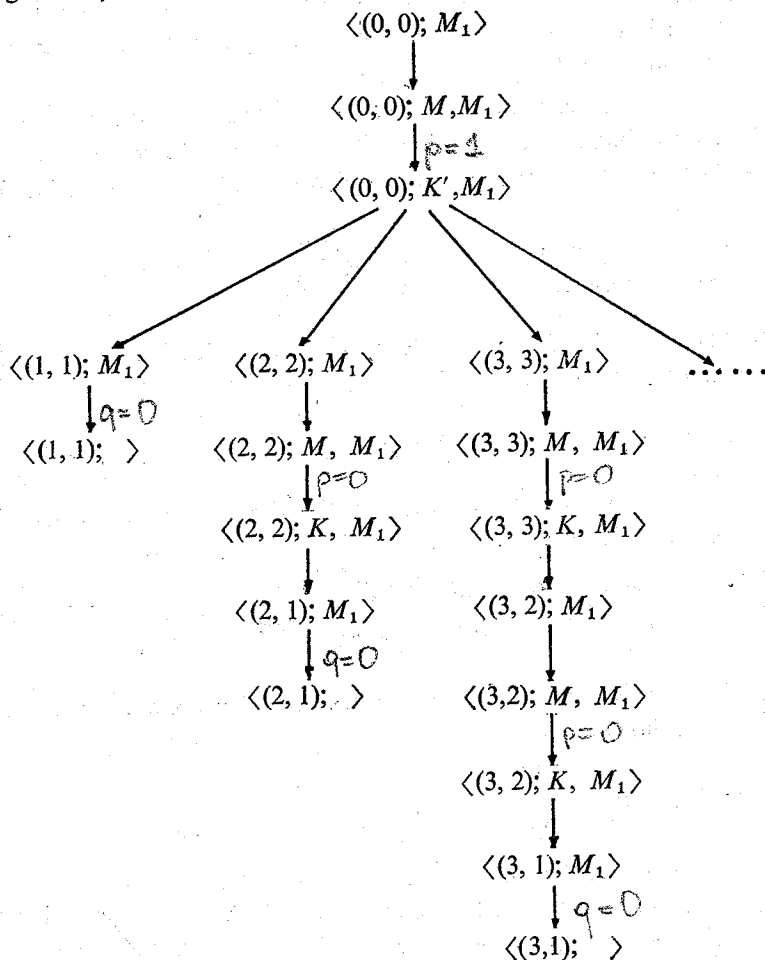 ⟨(0, 0); M₁⟩
⟨(0, 0); M, M₁⟩
p=1
⟨(0, 0); K′, M₁⟩
⟨(1, 1); M₁⟩ ⟨(2, 2); M₁⟩ ⟨(3, 3); M₁⟩ ......
q=0
⟨(1, 1); ⟩ ⟨(2, 2); M, M₁⟩ ⟨(3, 3); M, M₁⟩
p=0 p=0
⟨(2, 2); K, M₁⟩ ⟨(3, 3); K, M₁⟩
⟨(2, 1); M₁⟩ ⟨(3, 2); M₁⟩
q=0
⟨(2, 1); ⟩ ⟨(3,2); M, M₁⟩
p=0
⟨(3, 2); K, M₁⟩
⟨(3, 1); M₁⟩
q=0
⟨(3,1); ⟩